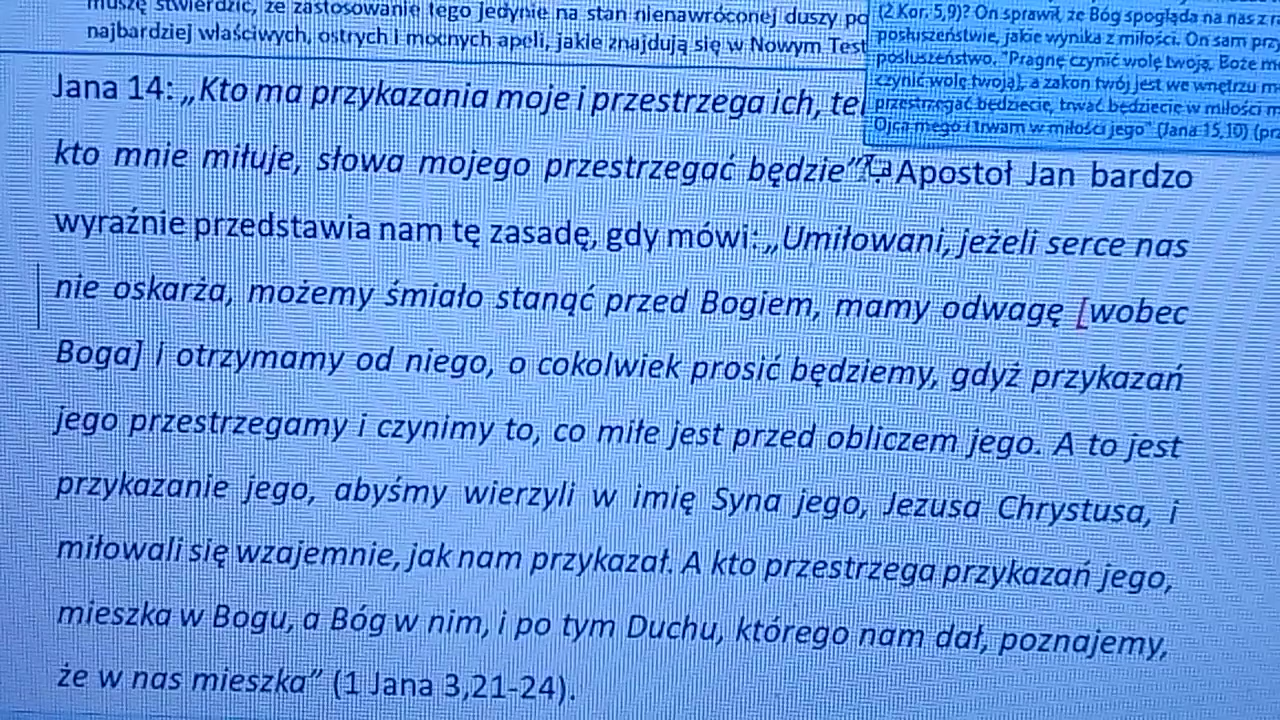 muszę stwierdzić, że zastosowanie tego jedynie na stan nienawróconej duszy po
najbardziej właściwych, ostrych i mocnych apeli, jakie znajdują się w Nowym Test
(2 Kor. 5,9)? On sprawił, że Bóg spogląda na nas z
posłuszeństwie, jakie wynika z miłości. On sam
posłuszeństwo. "Pragnę czynić wolę twoją, Boże
czynić wolę twoją), a zakon twój jest we wnętrzu
przestrzegać będziecie, trwać będziecie w miłości
Ojca mego i trwam w miłości jego" (Jana 15,10)
Jana 14: „Kto ma przykazania moje i przestrzega ich, te
kto mnie miłuje, słowa mojego przestrzegać będzie”. Apostoł Jan bardzo
wyraźnie przedstawia nam tę zasadę, gdy mówi: „Umiłowani, jeżeli serce nas
nie oskarża, możemy śmiało stanąć przed Bogiem, mamy odwagę [wobec
Boga] i otrzymamy od niego, o cokolwiek prosić będziemy, gdyż przykazań
jego przestrzegamy i czynimy to, co miłe jest przed obliczem jego. A to jest
przykazanie jego, abyśmy wierzyli w imię Syna jego, Jezusa Chrystusa, i
miłowali się wzajemnie, jak nam przykazał. A kto przestrzega przykazań jego,
mieszka w Bogu, a Bóg w nim, i po tym Duchu, którego nam dał, poznajemy,
że w nas mieszka” (1 Jana 3,21-24).